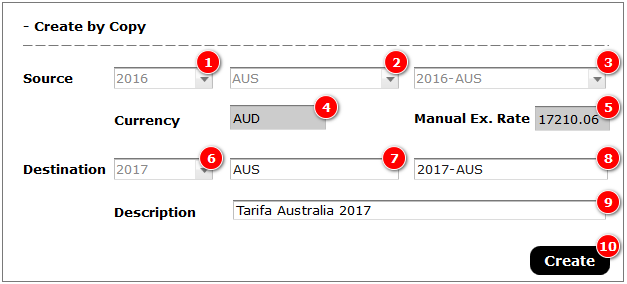 - Create by Copy
Source 2016 1 AUS 2 2016-AUS 3
Currency AUD 4 Manual Ex. Rate 17210.06 5
Destination 2017 6 AUS 7 2017-AUS 8
Description Tarifa Australia 2017 9
Create 10